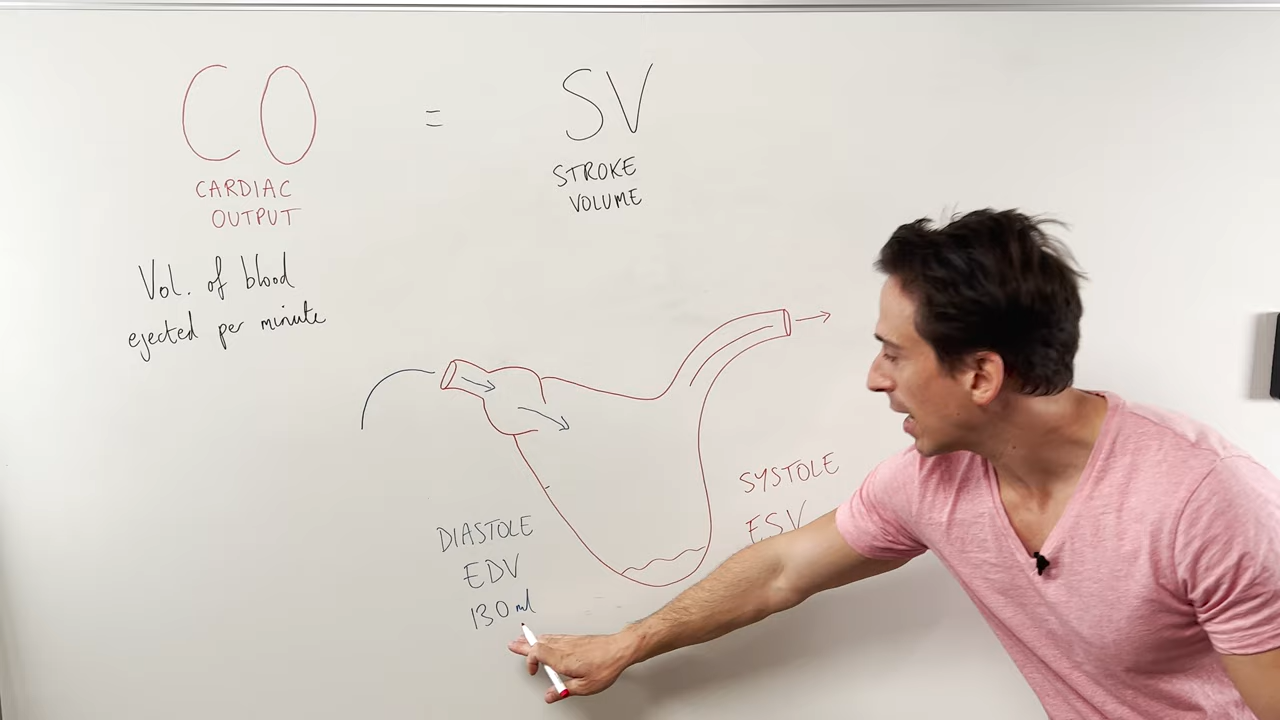 CO = SV
CARDIAC
OUTPUT
STROKE
VOLUME
Vol. of blood
ejected per minute
DIASTOLE
EDV
130 ml
SYSTOLE
ESV